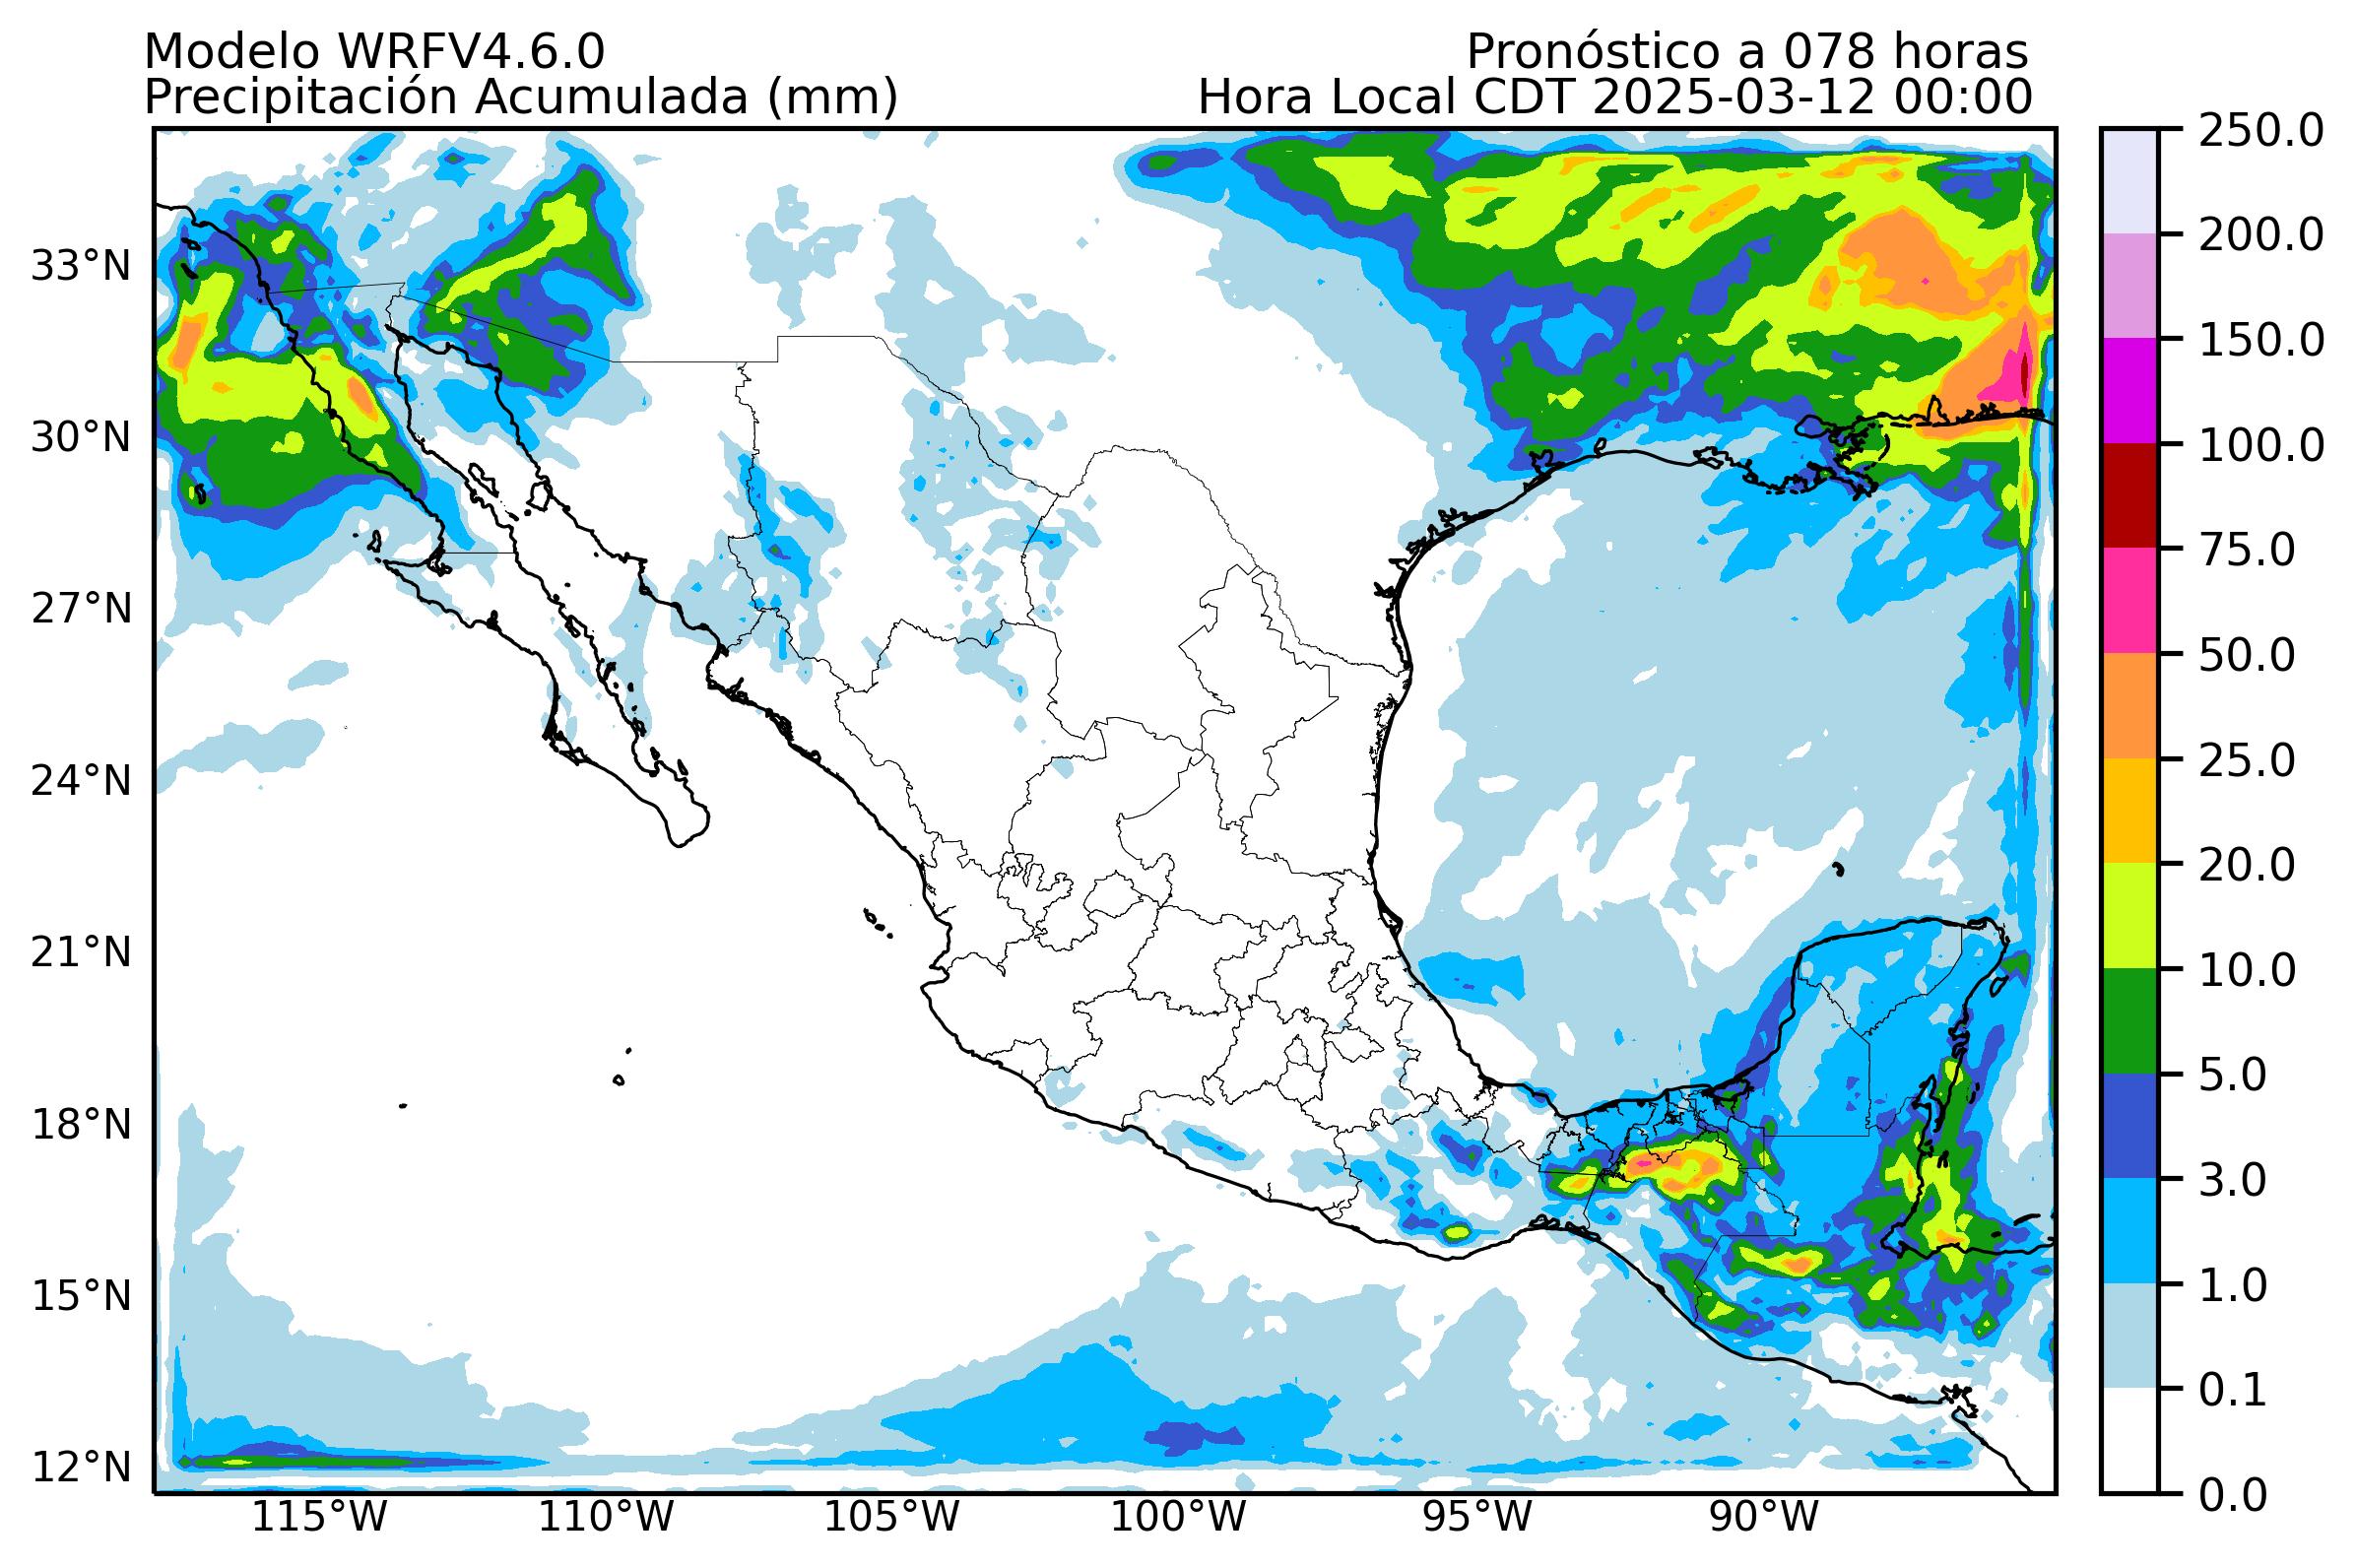 Modelo WRFV4.6.0
Pronóstico a 078 horas
Precipitación Acumulada (mm)
Hora Local CDT 2025-03-12 00:00
33°N
30°N
27°N
24°N
21°N
18°N
15°N
12°N
115°W
110°W
105°W
100°W
95°W
90°W
250.0
200.0
150.0
100.0
75.0
50.0
25.0
20.0
10.0
5.0
3.0
1.0
0.1
0.0